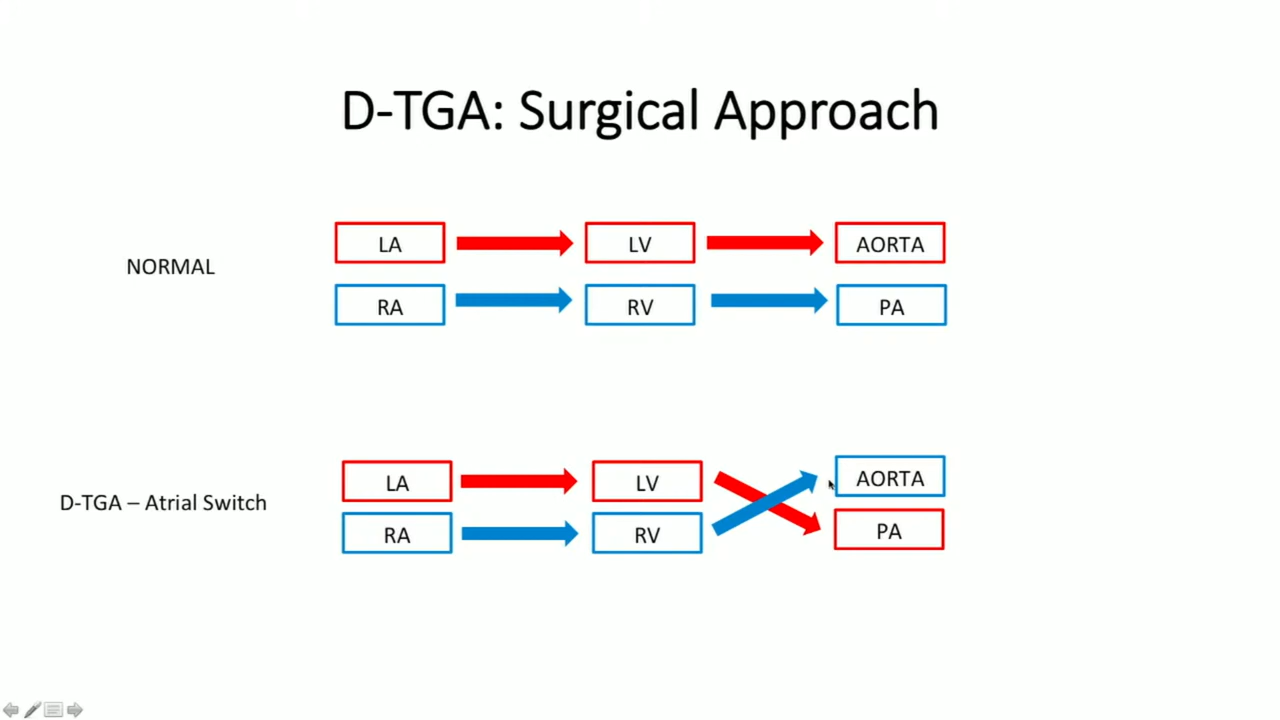 D-TGA: Surgical Approach
NORMAL
LA
LV
AORTA
RA
RV
PA
D-TGA – Atrial Switch
LA
LV
AORTA
RA
RV
PA